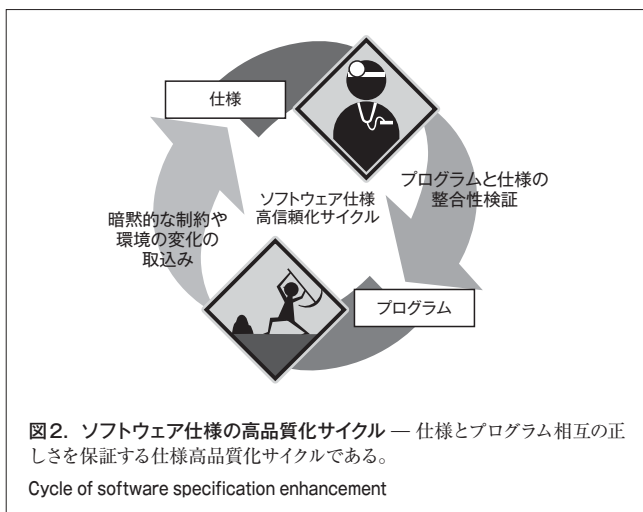 仕様
プログラムと仕様の
整合性検証
ソフトウェア仕様
高信頼化サイクル
暗黙的な制約や
環境の変化の
取込み
プログラム
図2. ソフトウェア仕様の高品質化サイクル — 仕様とプログラム相互の正
しさを保証する仕様高品質化サイクルである。
Cycle of software specification enhancement